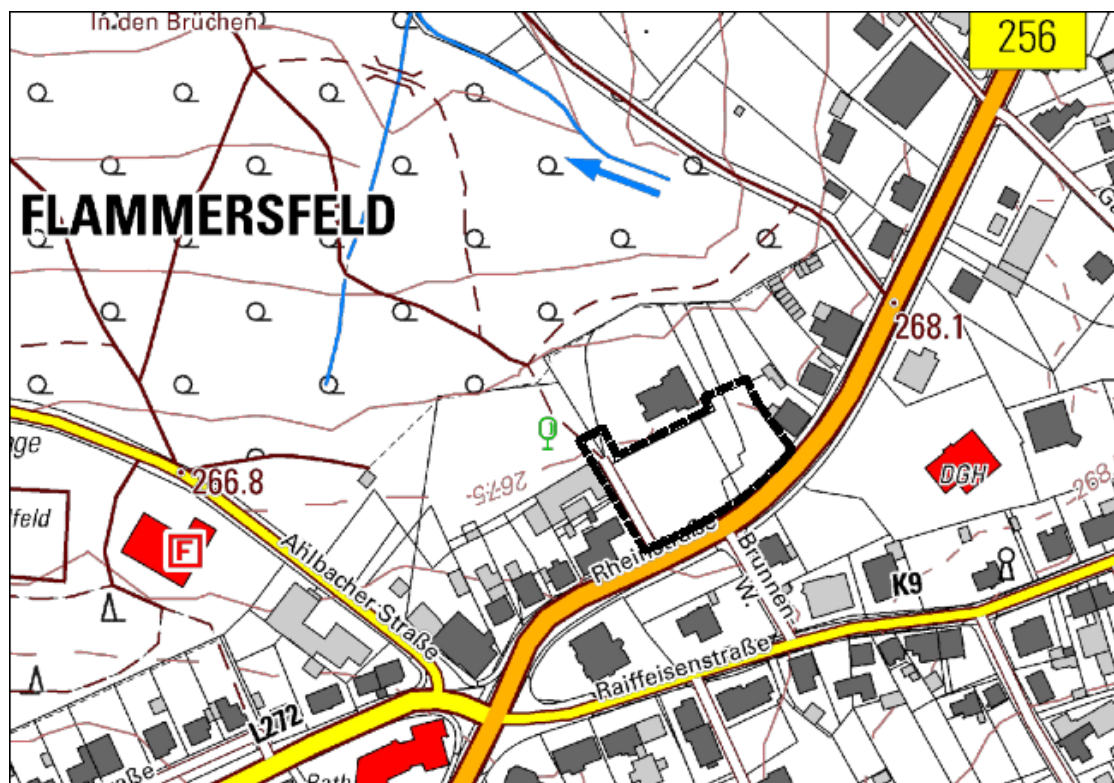 In den Brüchen
256
FLAMMERSFELD
268.1
266.8
267.5
DGH
268
F
Ahlbacher Straße
Rheinstraße
Brunnen
W.
K9
Raiffeisenstraße
L272